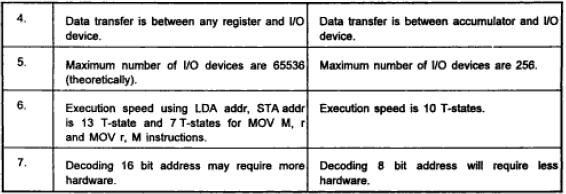 4.
Data transfer is between any register and I/O
device.
Data transfer is between accumulator and I/O
device.
5.
Maximum number of I/O devices are 65536
(theoretically).
Maximum number of I/O devices are 256.
6.
Execution speed using LDA addr, STA addr
is 13 T-state and 7 T-states for MOV M, r
and MOV r, M instructions.
Execution speed is 10 T-states.
7.
Decoding 16 bit address may require more
hardware.
Decoding 8 bit address will require less
hardware.